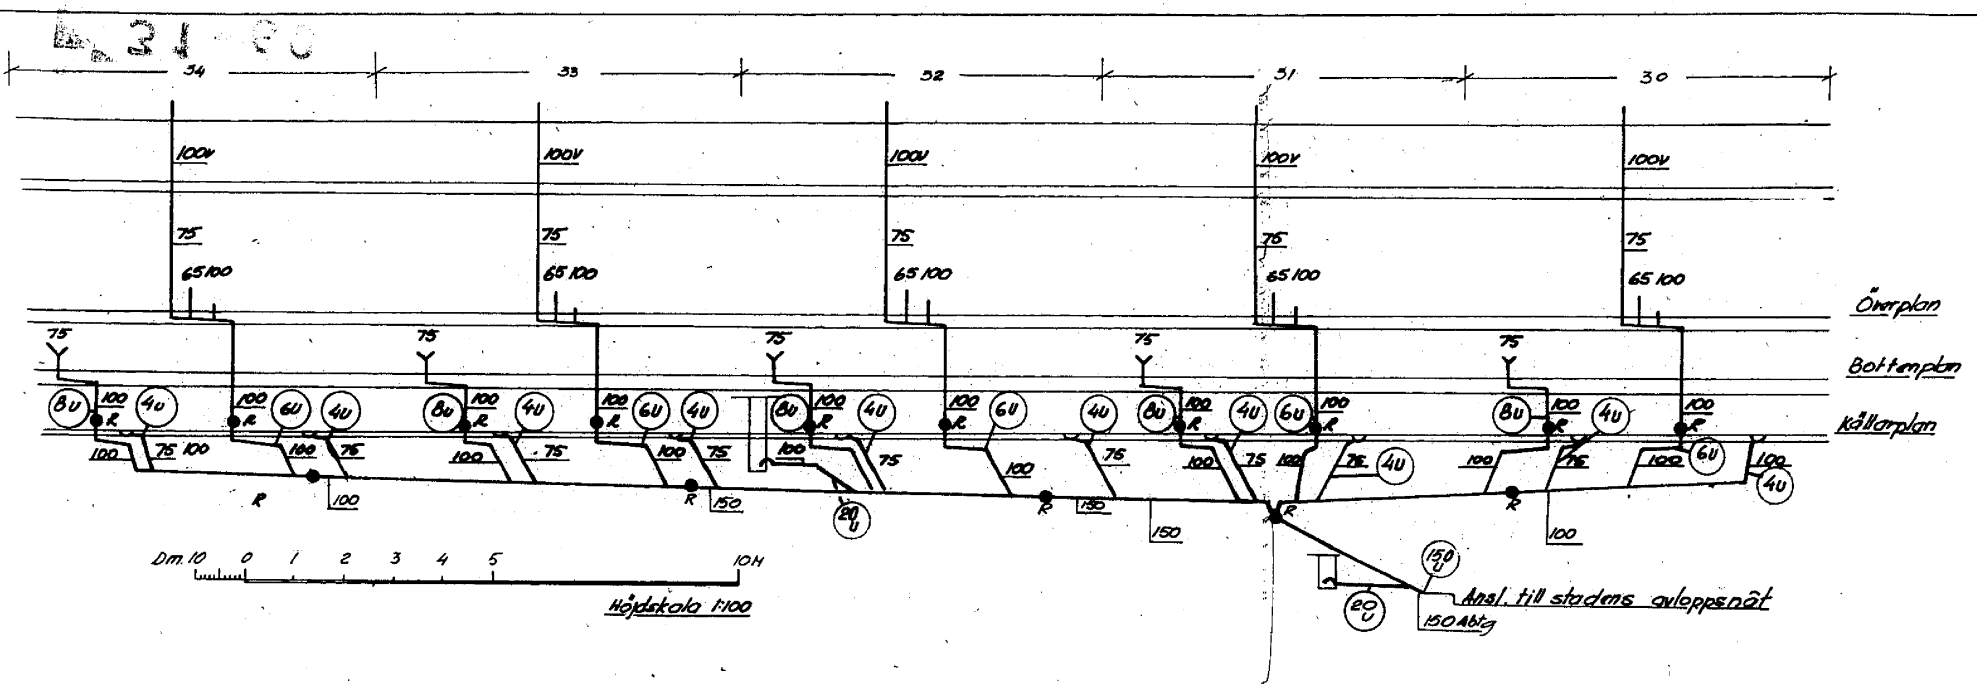 31-60
34 33 32 31 30
100V 100V 100V 100V 100V
75 75 75 75 75
65 100 65 100 65 100 65 100 65 100
Överplan
75 75 75 75 75
Bottenplan
8U 100 4U 100 6U 4U 8U 100 4U 100 6U 4U 8U 100 4U 100 6U 4U 8U 100 4U 6U 100 8U 100 4U 100
R R R R R R R R R R
Källarplan
100 75 100 100 75 100 75 100 75 100 75 100 75 100 75 100 75 4U 100 75 100 6U 100 4U
R 100 R 150 20U R 150 150 R R 100
Dm. 10 0 1 2 3 4 5 10M
Höjdskala 1:100
150U
20U
Ansl. till stadens avloppsnät
150 Abtg